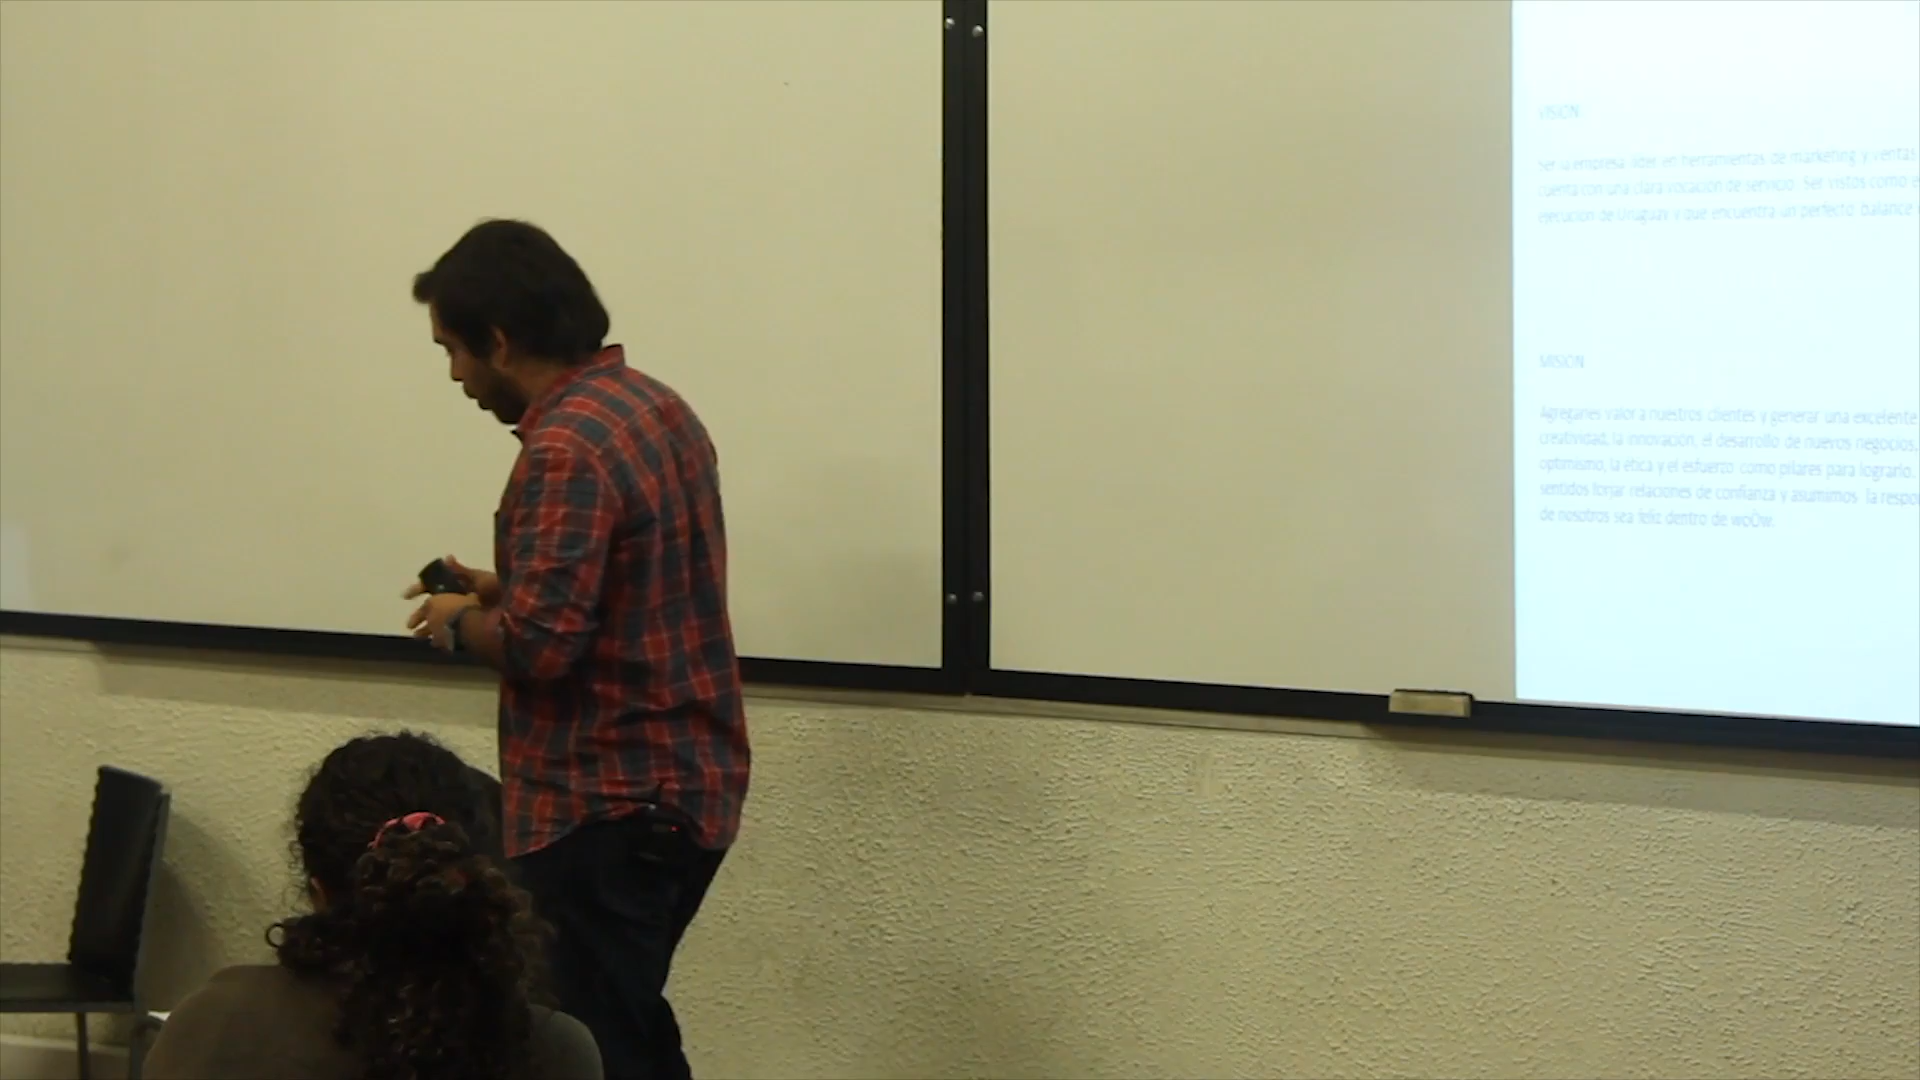 VISION
Ser la empresa líder en herramientas de marketing y ventas
cuenta con una clara vocación de servicio. Ser vistos como e
ejecución de Uruguay y que encuentra un perfecto balance
MISION
Agreganes valor a nuestros clientes y generar una excelente
creatividad, la innovación, el desarrollo de nuevos negocios,
optimismo, la ética y el esfuerzo como pilares para lograrlo.
sentidos forjar relaciones de confianza y asumimos la respo
de nosotros sea feliz dentro de woOw.